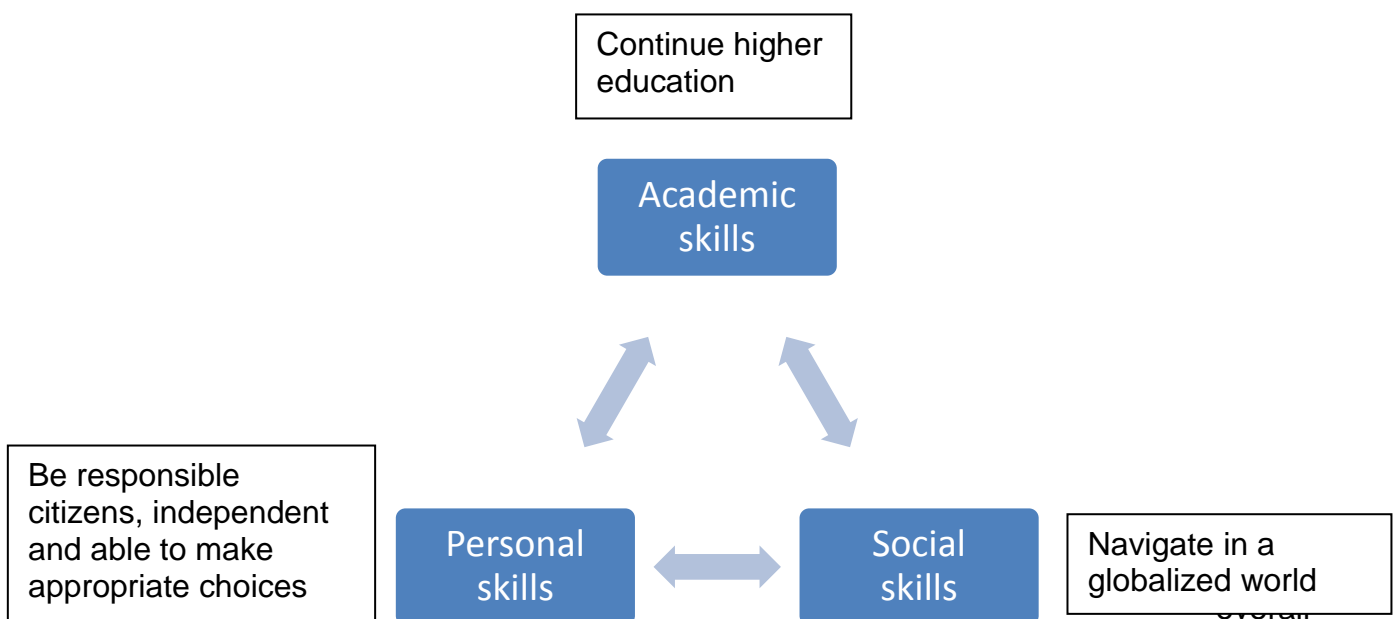 Continue higher
education
Academic
skills
Be responsible
citizens, independent
and able to make
appropriate choices
Personal
skills
Social
skills
Navigate in a
globalized world
overall